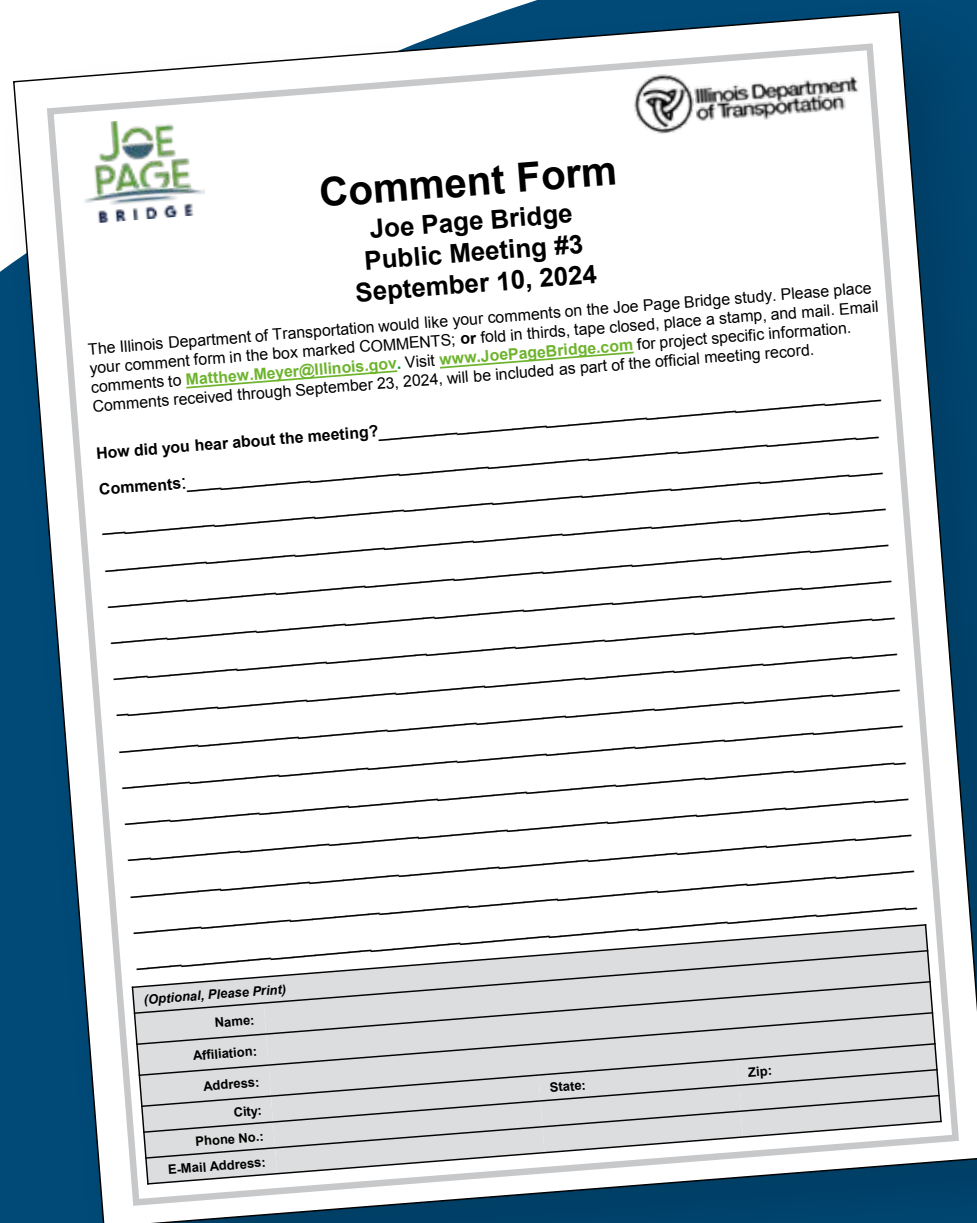 JOE
PAGE
BRIDGE
Illinois Department
of Transportation
Comment Form
Joe Page Bridge
Public Meeting #3
September 10, 2024
The Illinois Department of Transportation would like your comments on the Joe Page Bridge study. Please place
your comment form in the box marked COMMENTS; or fold in thirds, tape closed, place a stamp, and mail. Email
comments to Matthew.Meyer@Illinois.gov. Visit www.JoePageBridge.com for project specific information.
Comments received through September 23, 2024, will be included as part of the official meeting record.
How did you hear about the meeting?
Comments:
(Optional, Please Print)
Name:
Affiliation:
Address:
City: State: Zip:
Phone No.:
E-Mail Address: